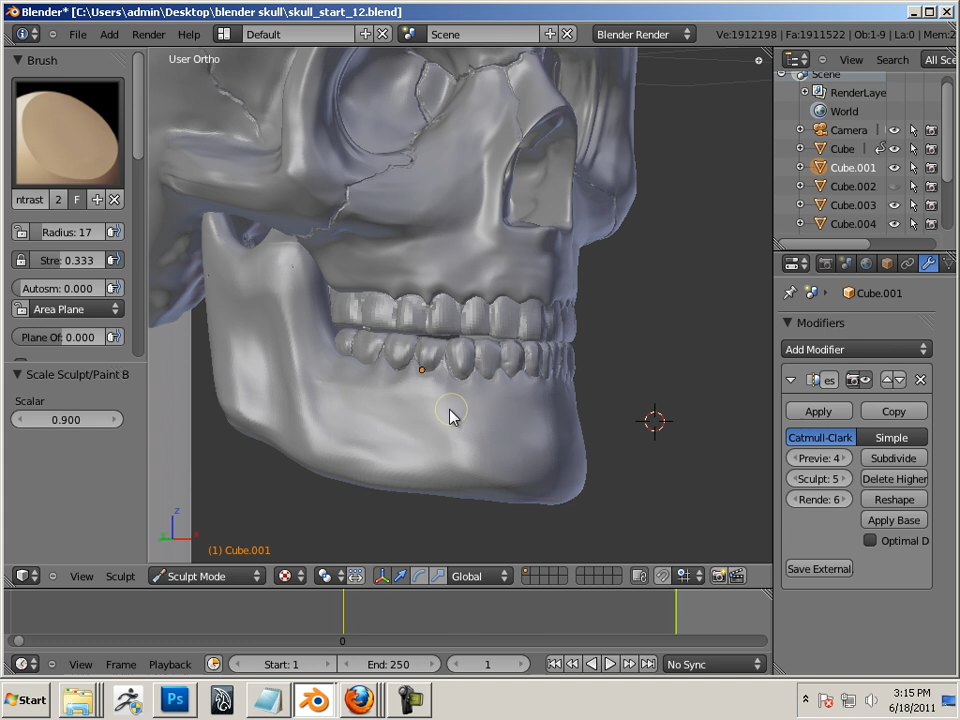 Blender* [C:\Users\admin\Desktop\blender skull\skull_start_12.blend]
File Add Render Help Default Scene Blender Render Ve:1912198 | Fa:1911522 | Ob:1-9 | La:0 | Mem:2
Brush
User Ortho
View Search All Sce
Scene
RenderLaye
World
Camera
Cube
Cube.001
Cube.002
Cube.003
Cube.004
ntrast 2 F
Radius: 17
Stre: 0.333
Autosm: 0.000
Area Plane
Plane Of: 0.000
Scale Sculpt/Paint B
Scalar
0.900
Cube.001
Modifiers
Add Modifier
es
Apply Copy
Catmull-Clark Simple
Previe: 4 Subdivide
Sculpt: 5 Delete Higher
Rende: 6 Reshape
Apply Base
Optimal D
Save External.
z
(1) Cube.001
View Sculpt Sculpt Mode Global
0
View Frame Playback Start: 1 End: 250 1 No Sync
Start Ps 3:15 PM
6/18/2011